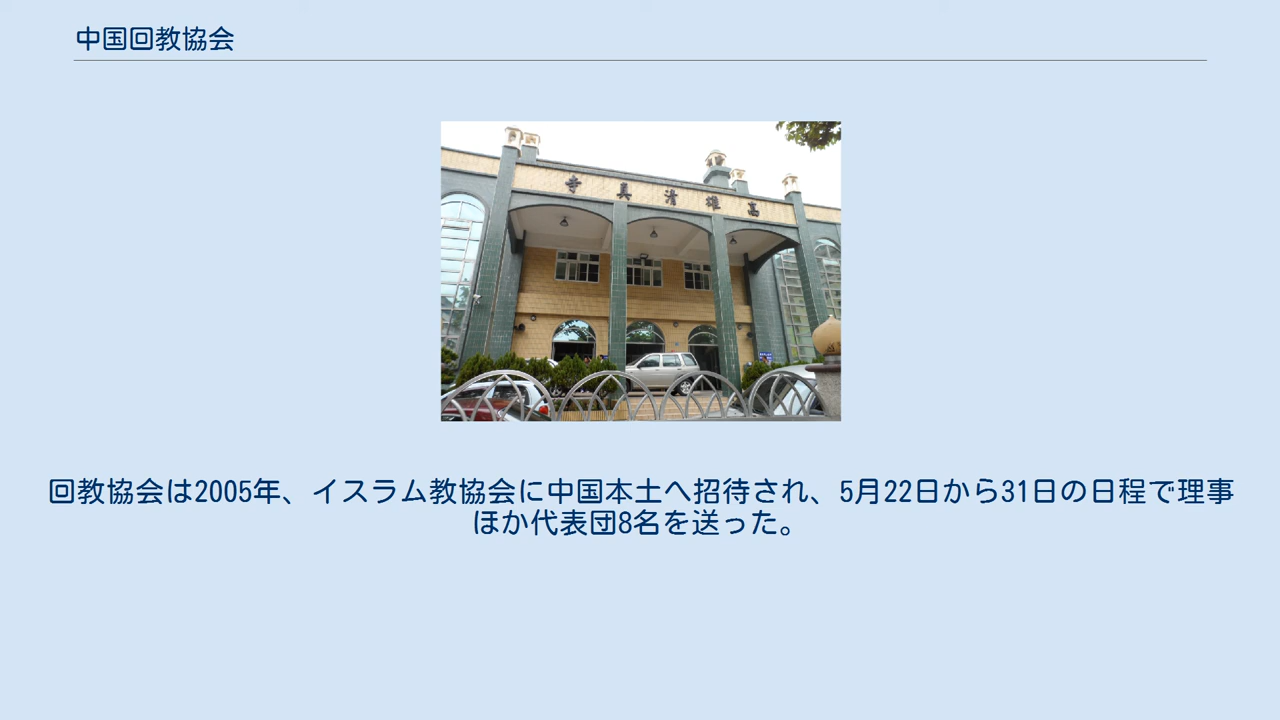 中国回教協会
高雄清真寺
回教協会は2005年、イスラム教協会に中国本土へ招待され、5月22日から31日の日程で理事
ほか代表団8名を送った。